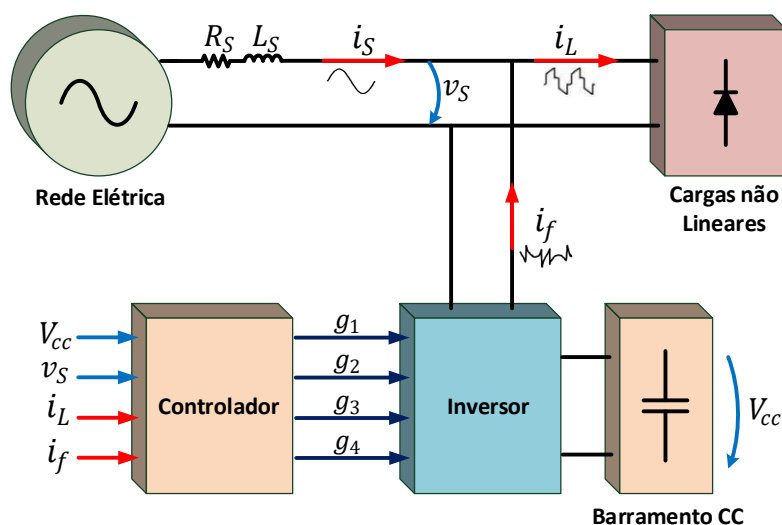 R_S L_S
i_S
i_L
v_S
Rede Elétrica
Cargas não
Lineares
i_f
V_cc
v_S
i_L
i_f
Controlador
g_1
g_2
g_3
g_4
Inversor
V_cc
Barramento CC